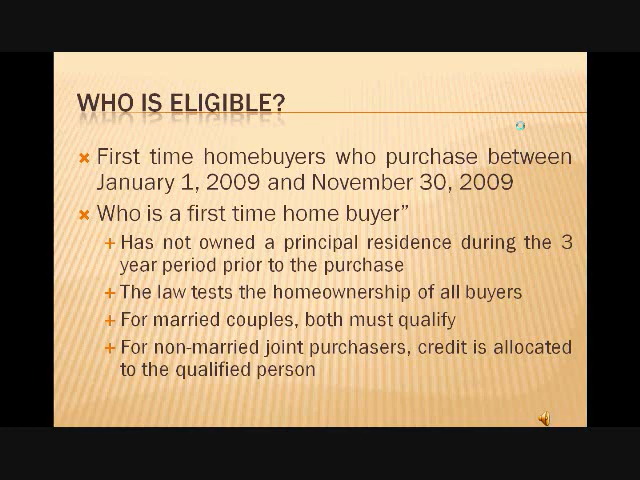 WHO IS ELIGIBLE?
First time homebuyers who purchase between
January 1, 2009 and November 30, 2009
Who is a first time home buyer”
Has not owned a principal residence during the 3
year period prior to the purchase
The law tests the homeownership of all buyers
For married couples, both must qualify
For non-married joint purchasers, credit is allocated
to the qualified person